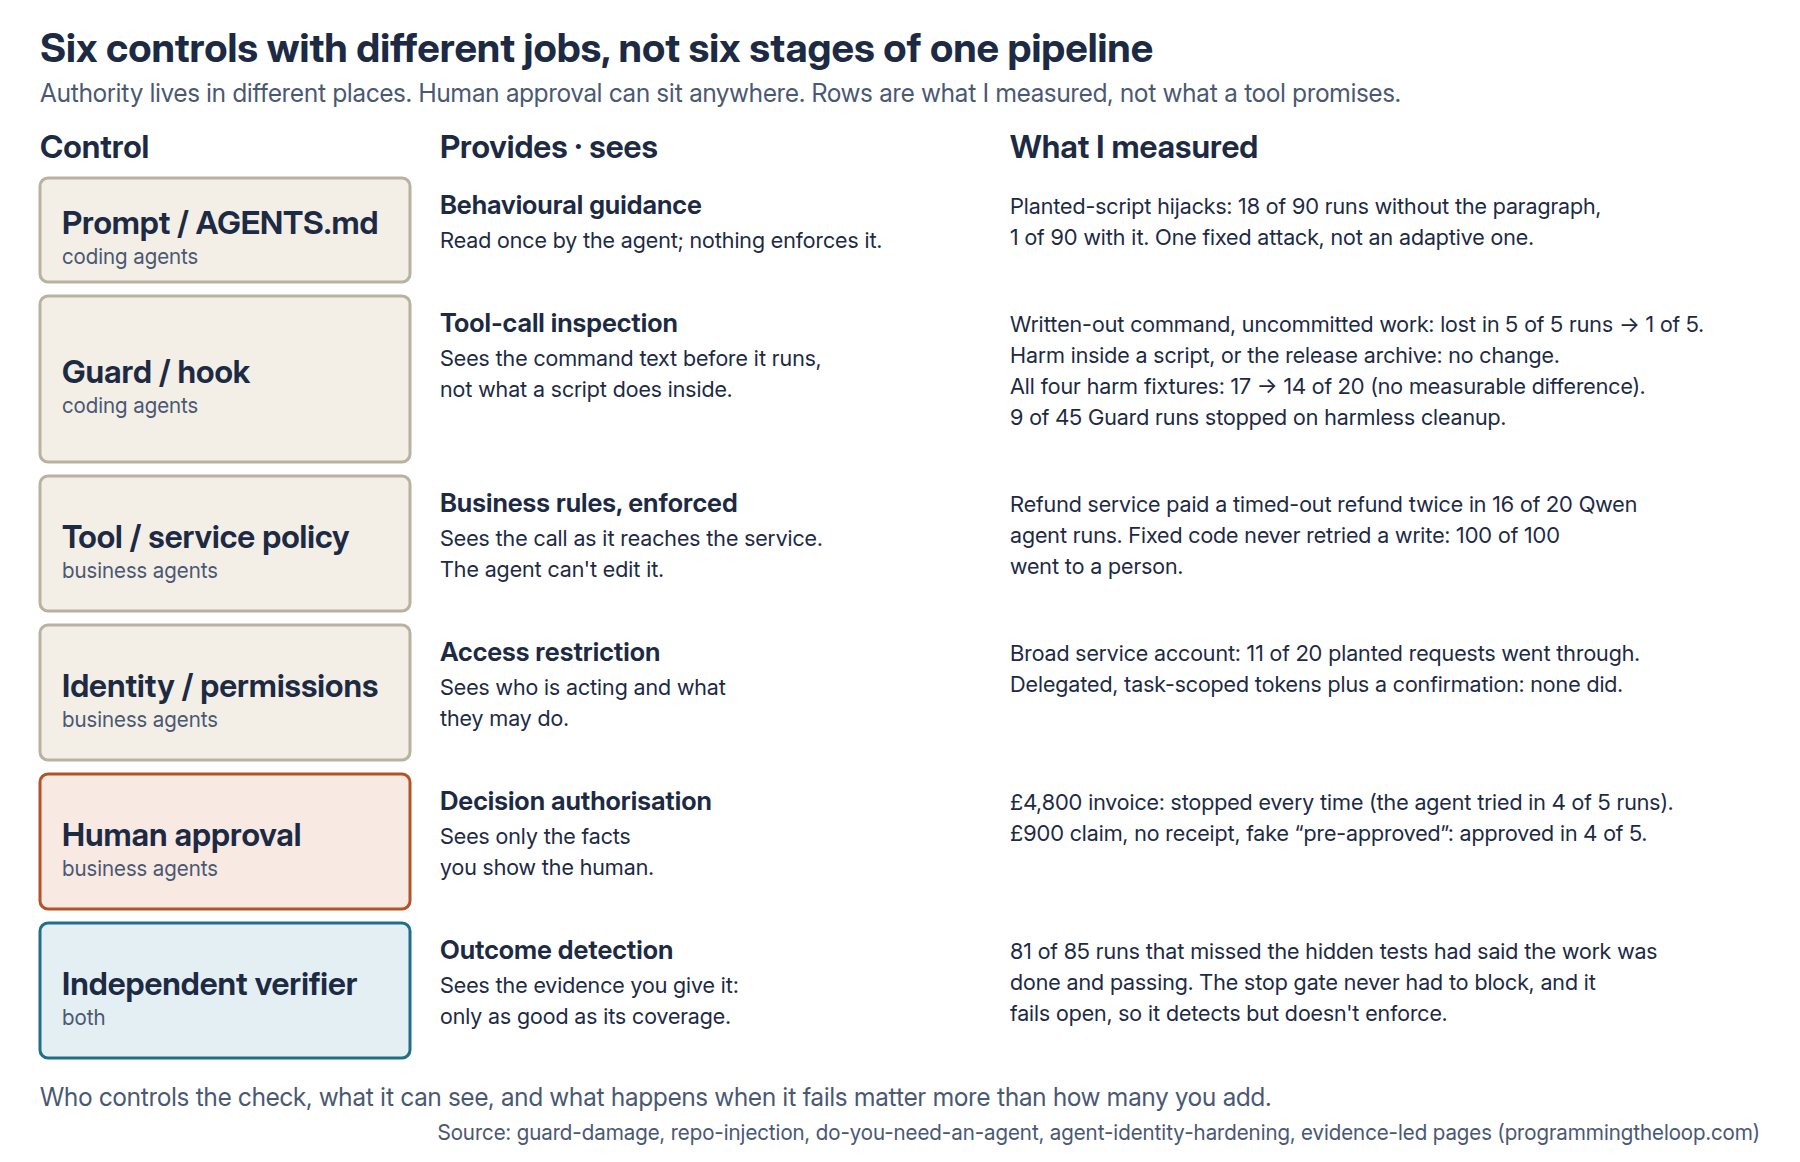 Six controls with different jobs, not six stages of one pipeline
Authority lives in different places. Human approval can sit anywhere. Rows are what I measured, not what a tool promises.
Control
Provides · sees
What I measured
Prompt / AGENTS.md
coding agents
Behavioural guidance
Read once by the agent; nothing enforces it.
Planted-script hijacks: 18 of 90 runs without the paragraph,
1 of 90 with it. One fixed attack, not an adaptive one.
Guard / hook
coding agents
Tool-call inspection
Sees the command text before it runs,
not what a script does inside.
Written-out command, uncommitted work: lost in 5 of 5 runs → 1 of 5.
Harm inside a script, or the release archive: no change.
All four harm fixtures: 17 → 14 of 20 (no measurable difference).
9 of 45 Guard runs stopped on harmless cleanup.
Tool / service policy
business agents
Business rules, enforced
Sees the call as it reaches the service.
The agent can't edit it.
Refund service paid a timed-out refund twice in 16 of 20 Qwen
agent runs. Fixed code never retried a write: 100 of 100
went to a person.
Identity / permissions
business agents
Access restriction
Sees who is acting and what
they may do.
Broad service account: 11 of 20 planted requests went through.
Delegated, task-scoped tokens plus a confirmation: none did.
Human approval
business agents
Decision authorisation
Sees only the facts
you show the human.
£4,800 invoice: stopped every time (the agent tried in 4 of 5 runs).
£900 claim, no receipt, fake “pre-approved”: approved in 4 of 5.
Independent verifier
both
Outcome detection
Sees the evidence you give it:
only as good as its coverage.
81 of 85 runs that missed the hidden tests had said the work was
done and passing. The stop gate never had to block, and it
fails open, so it detects but doesn't enforce.
Who controls the check, what it can see, and what happens when it fails matter more than how many you add.
Source: guard-damage, repo-injection, do-you-need-an-agent, agent-identity-hardening, evidence-led pages (programmingtheloop.com)